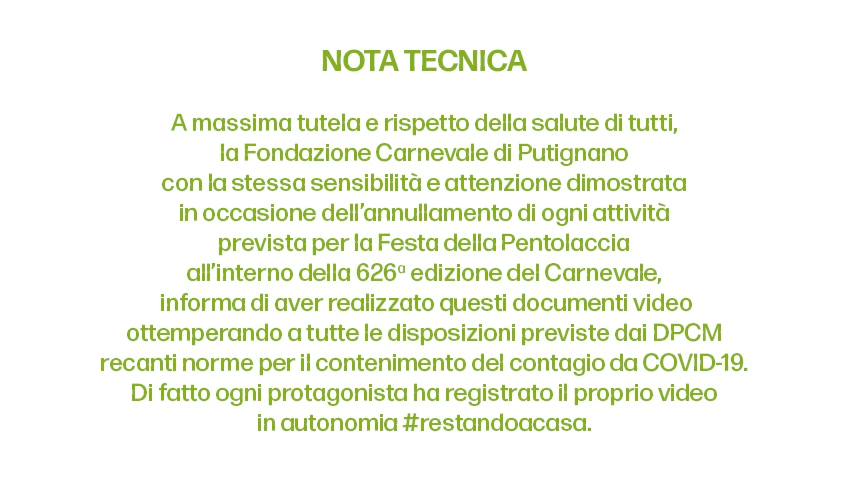 NOTA TECNICA
A massima tutela e rispetto della salute di tutti,
la Fondazione Carnevale di Putignano
con la stessa sensibilità e attenzione dimostrata
in occasione dell’annullamento di ogni attività
prevista per la Festa della Pentolaccia
all’interno della 626ª edizione del Carnevale,
informa di aver realizzato questi documenti video
ottemperando a tutte le disposizioni previste dai DPCM
recanti norme per il contenimento del contagio da COVID-19.
Di fatto ogni protagonista ha registrato il proprio video
in autonomia #restandoacasa.